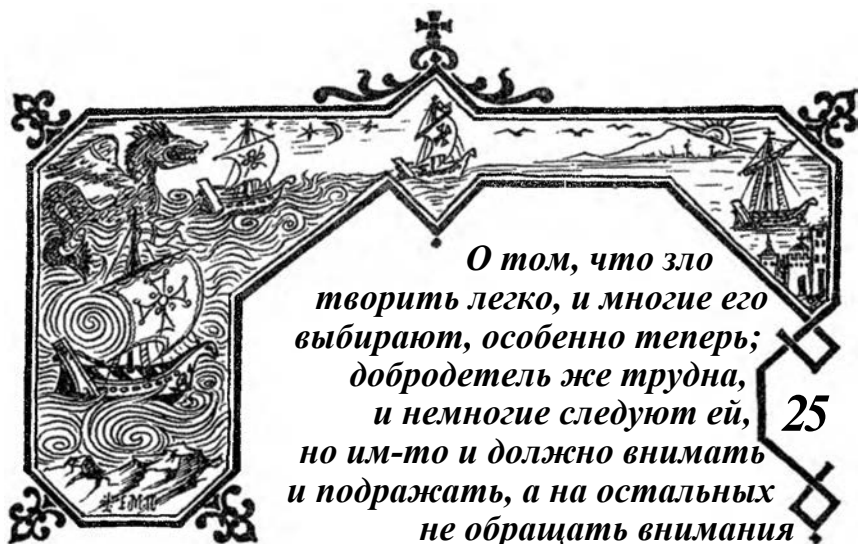 О том, что зло
творить легко, и многие его
выбирают, особенно теперь;
добродетель же трудна,
и немногие следуют ей,
но им-то и должно внимать
и подражать, а на остальных
не обращать внимания
25